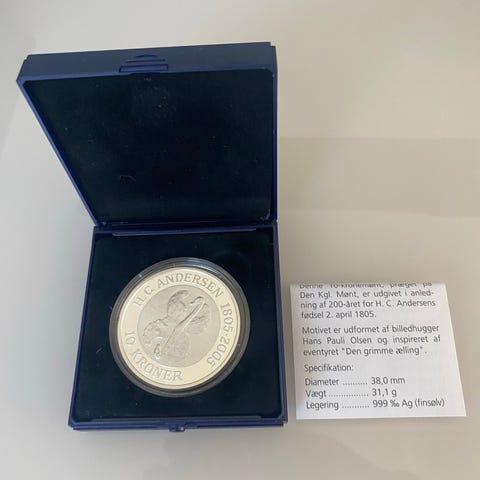 H. C. ANDERSEN 1805-2005
10 KRONER
Denne 10-kronemønt, præget på
Den Kgl. Mønt, er udgivet i anled-
ning af 200-året for H. C. Andersens
fødsel 2. april 1805.
Motivet er udformet af billedhugger
Hans Pauli Olsen og inspireret af
eventyret "Den grimme ælling".
Specifikation:
Diameter .......... 38,0 mm
Vægt ................ 31,1 g
Legering ........... 999 ‰ Ag (finsølv)